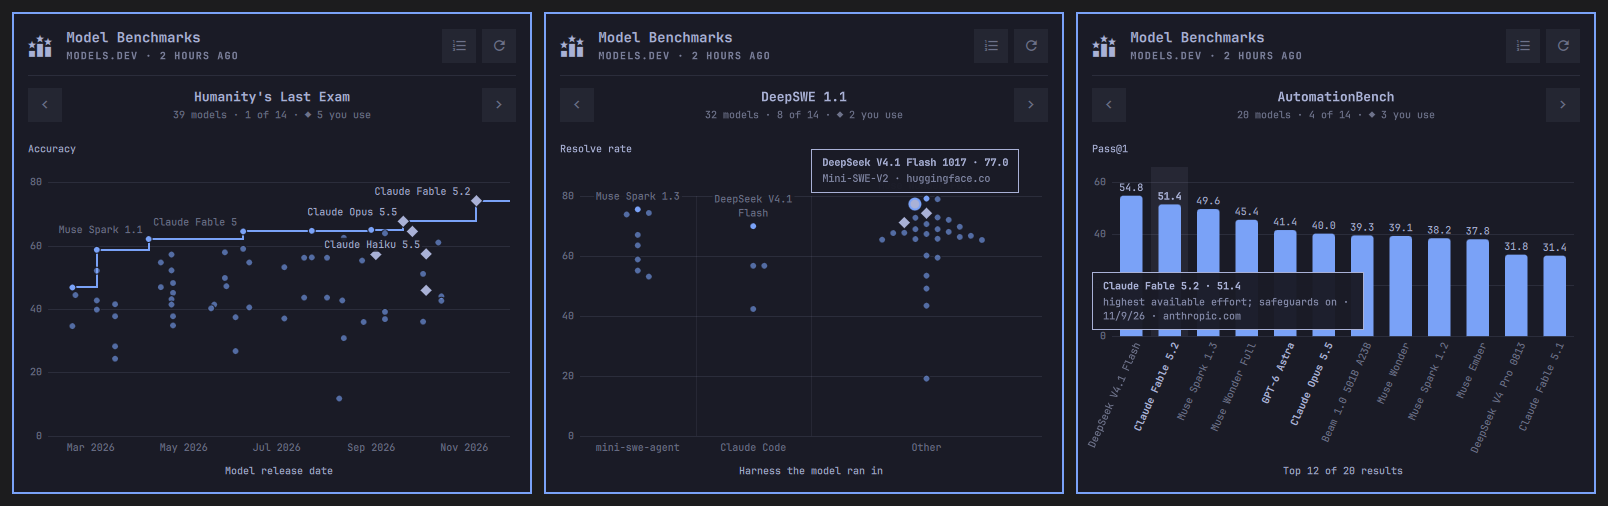 Model Benchmarks
MODELS.DEV · 2 HOURS AGO
Humanity's Last Exam
39 models · 1 of 14 · ◆ 5 you use
Accuracy
80
60
40
20
0
Claude Fable 5.2
Claude Opus 5.5
Claude Fable 5
Muse Spark 1.1
Claude Haiku 5.5
Mar 2026
May 2026
Jul 2026
Sep 2026
Nov 2026
Model release date
Model Benchmarks
MODELS.DEV · 2 HOURS AGO
DeepSWE 1.1
32 models · 8 of 14 · ◆ 2 you use
Resolve rate
DeepSeek V4.1 Flash 1017 · 77.0
Mini-SWE-V2 · huggingface.co
80
60
40
20
0
Muse Spark 1.3
DeepSeek V4.1
Flash
mini-swe-agent
Claude Code
Other
Harness the model ran in
Model Benchmarks
MODELS.DEV · 2 HOURS AGO
AutomationBench
20 models · 4 of 14 · ◆ 3 you use
Pass@1
60
40
0
54.8
51.4
49.6
45.4
41.4
40.0
39.3
39.1
38.2
37.8
31.8
31.4
Claude Fable 5.2 · 51.4
highest available effort; safeguards on ·
11/9/26 · anthropic.com
DeepSeek V4.1 Flash
Claude Fable 5.2
Muse Spark 1.3
Muse Wonder Full
GPT-6 Astra
Claude Opus 5.5
Beam 1.0 501B A23B
Muse Wonder
Muse Spark 1.2
Muse Ember
DeepSeek V4 Pro 0813
Claude Fable 5.1
Top 12 of 20 results